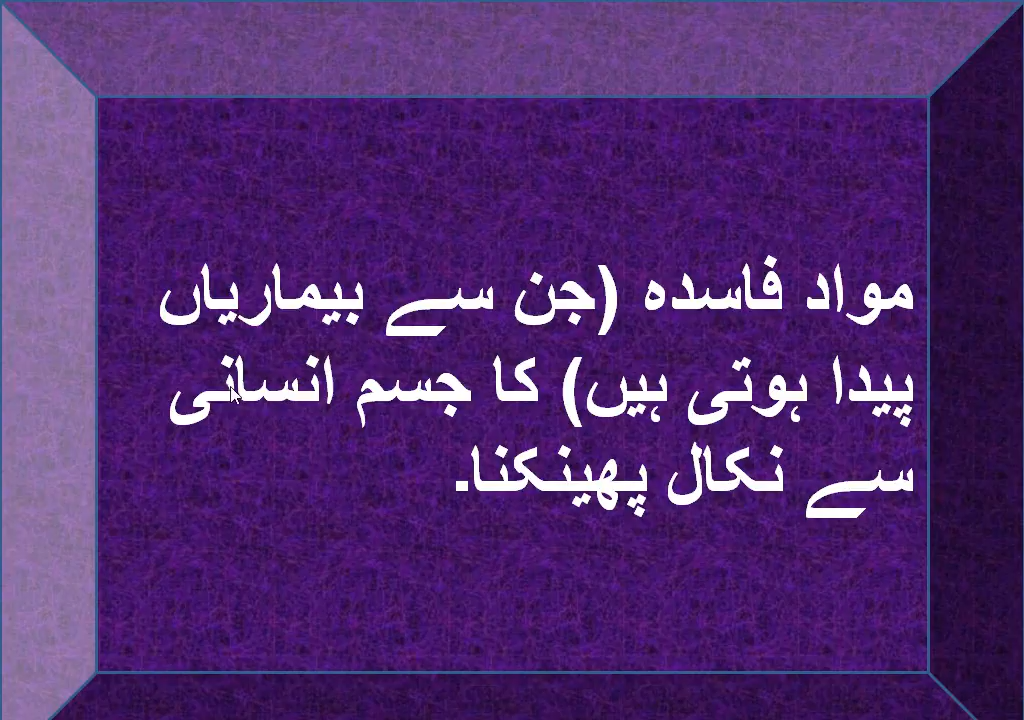 مواد فاسدہ (جن سے بیماریاں
پیدا ہوتی ہیں) کا جسم انسانی
سے نکال پھینکنا۔